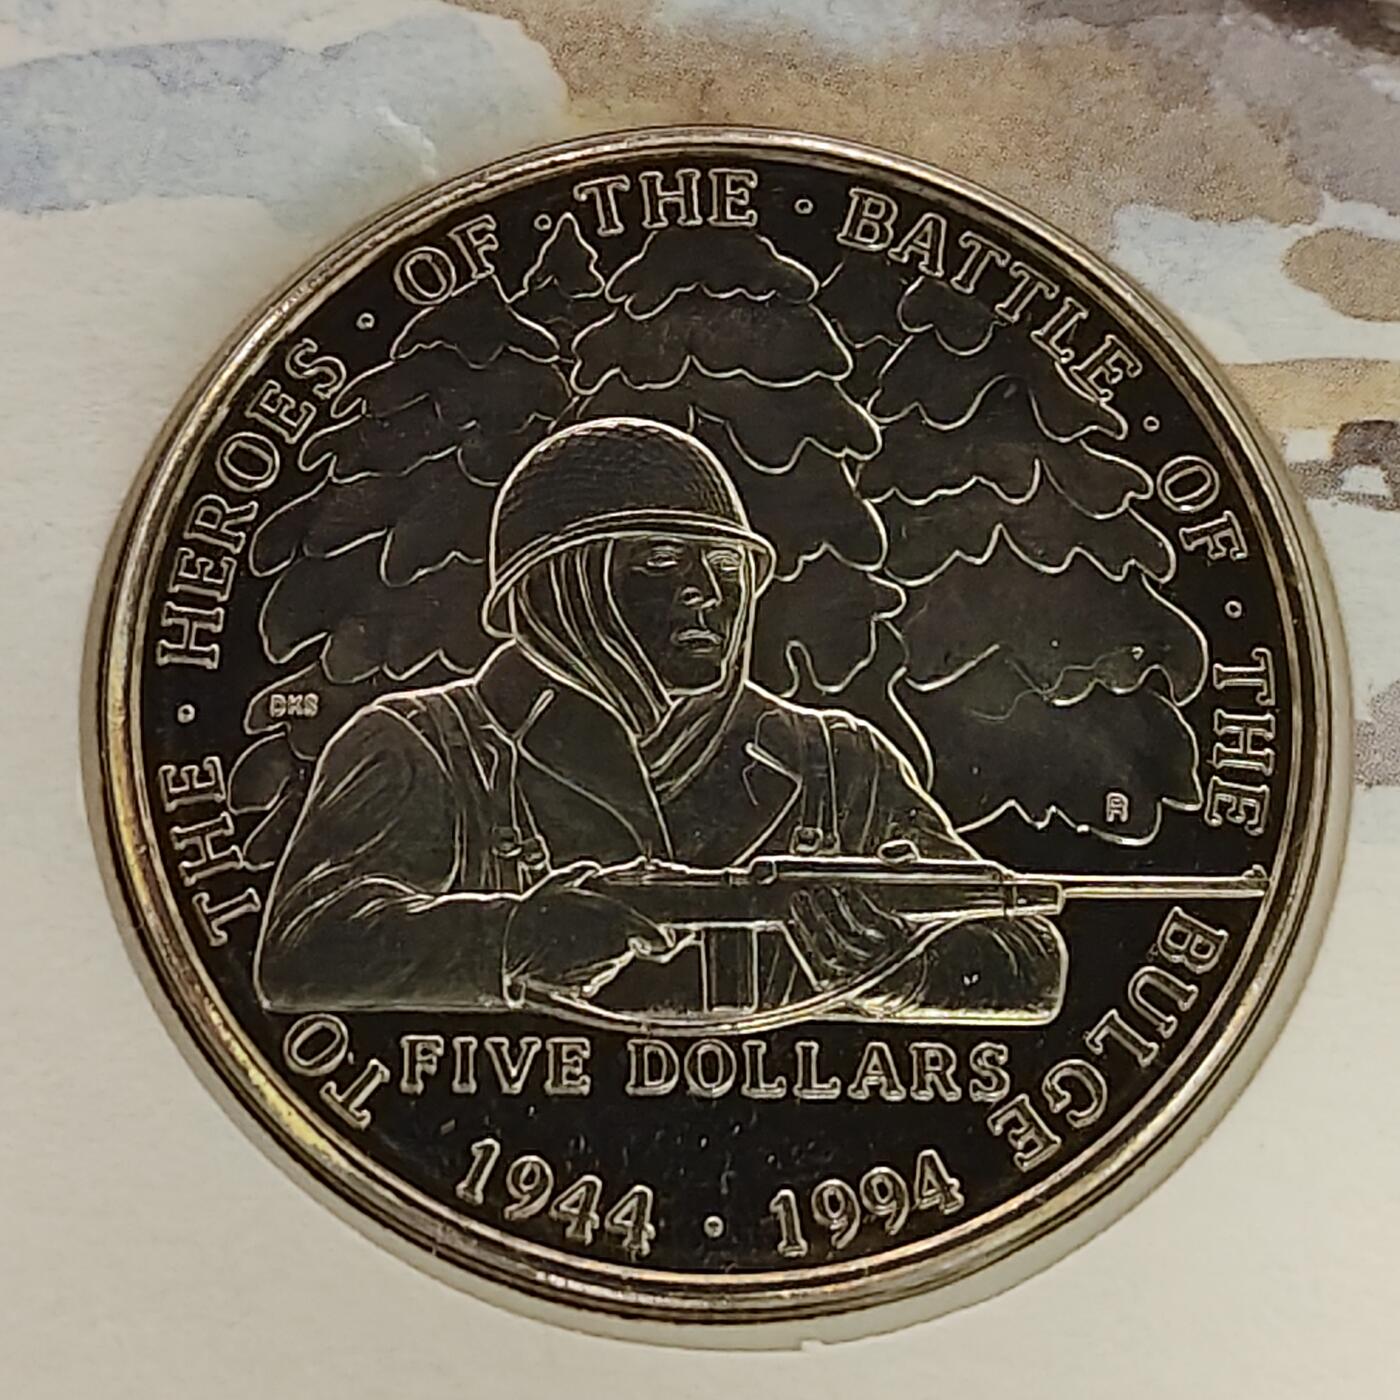 TO · THE · HEROES · OF · THE · BATTLE · OF · THE BULGE
DKS
R
FIVE DOLLARS
1944 · 1994